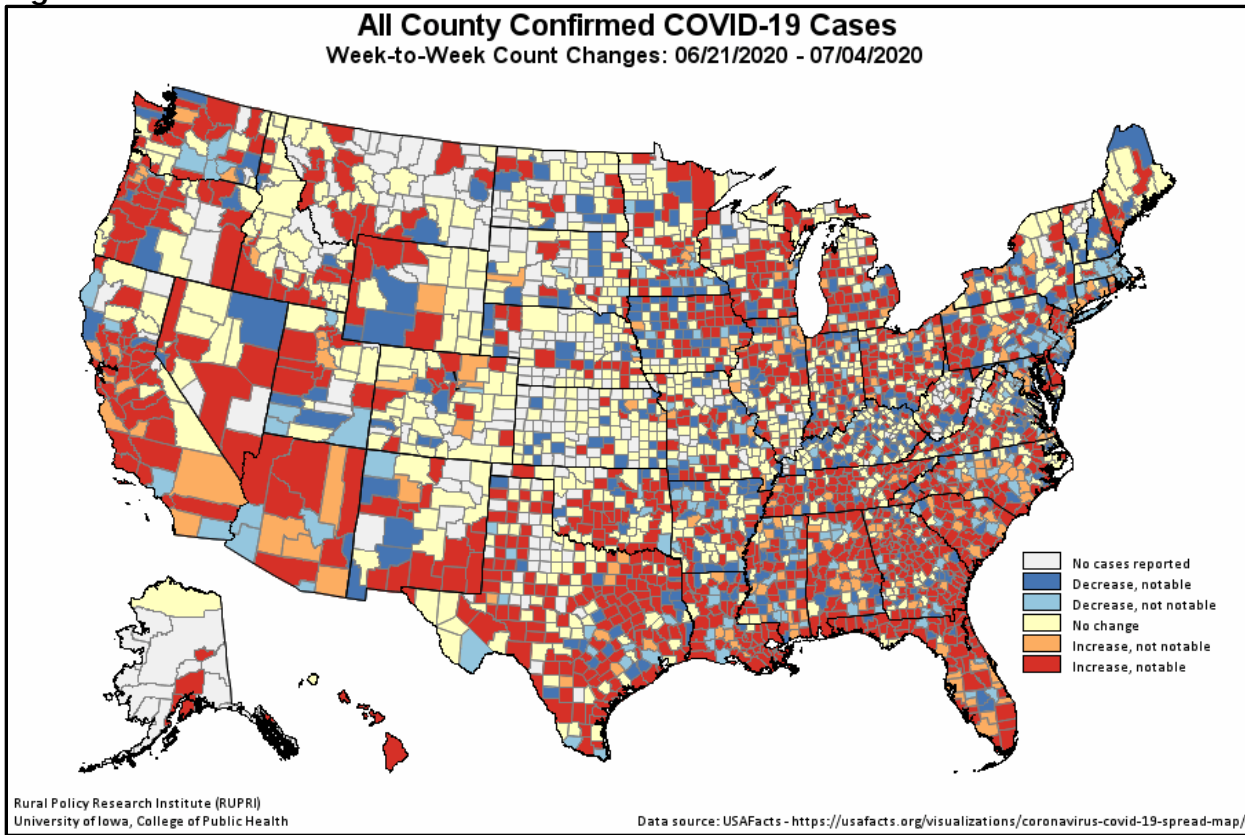 All County Confirmed COVID-19 Cases
Week-to-Week Count Changes: 06/21/2020 - 07/04/2020
No cases reported
Decrease, notable
Decrease, not notable
No change
Increase, not notable
Increase, notable
Rural Policy Research Institute (RUPRI)
University of Iowa, College of Public Health
Data source: USAFacts - https://usafacts.org/visualizations/coronavirus-covid-19-spread-map/